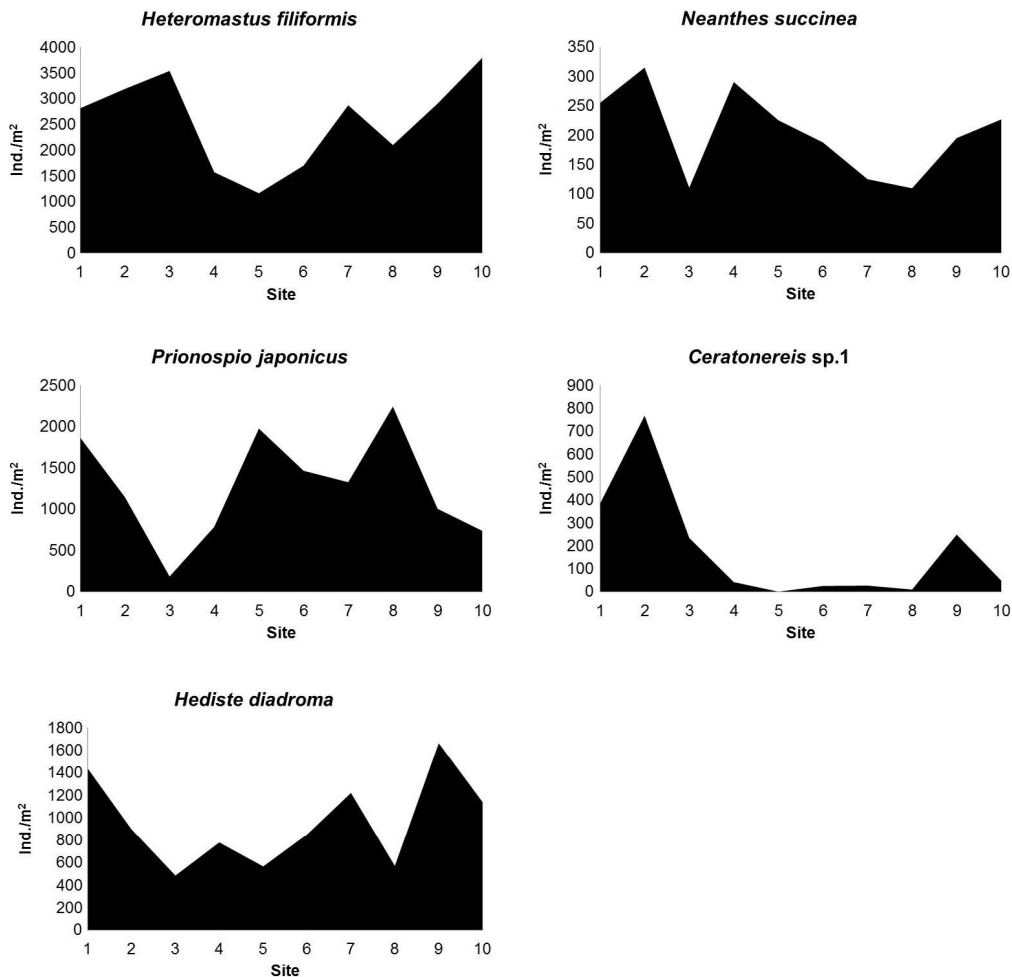 Heteromastus filiformis
4000
3500
3000
2500
2000
1500
1000
500
0
Ind./m²
1 2 3 4 5 6 7 8 9 10
Site
Neanthes succinea
350
300
250
200
150
100
50
0
Ind./m²
1 2 3 4 5 6 7 8 9 10
Site
Prionospio japonicus
2500
2000
1500
1000
500
0
Ind./m²
1 2 3 4 5 6 7 8 9 10
Site
Ceratonereis sp.1
900
800
700
600
500
400
300
200
100
0
Ind./m²
1 2 3 4 5 6 7 8 9 10
Site
Hediste diadroma
1800
1600
1400
1200
1000
800
600
400
200
0
Ind./m²
1 2 3 4 5 6 7 8 9 10
Site